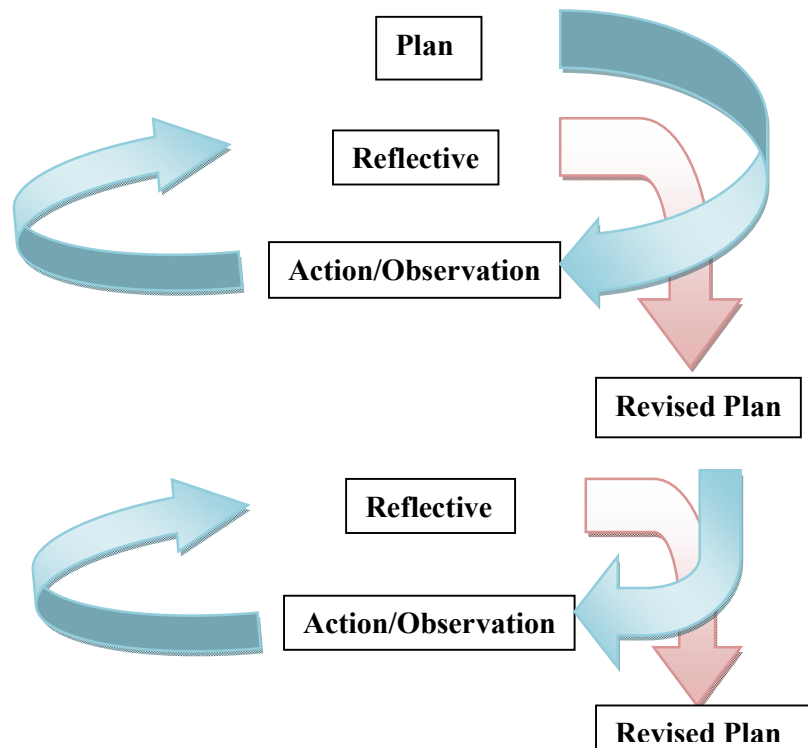 Plan
Reflective
Action/Observation
Revised Plan
Reflective
Action/Observation
Revised Plan